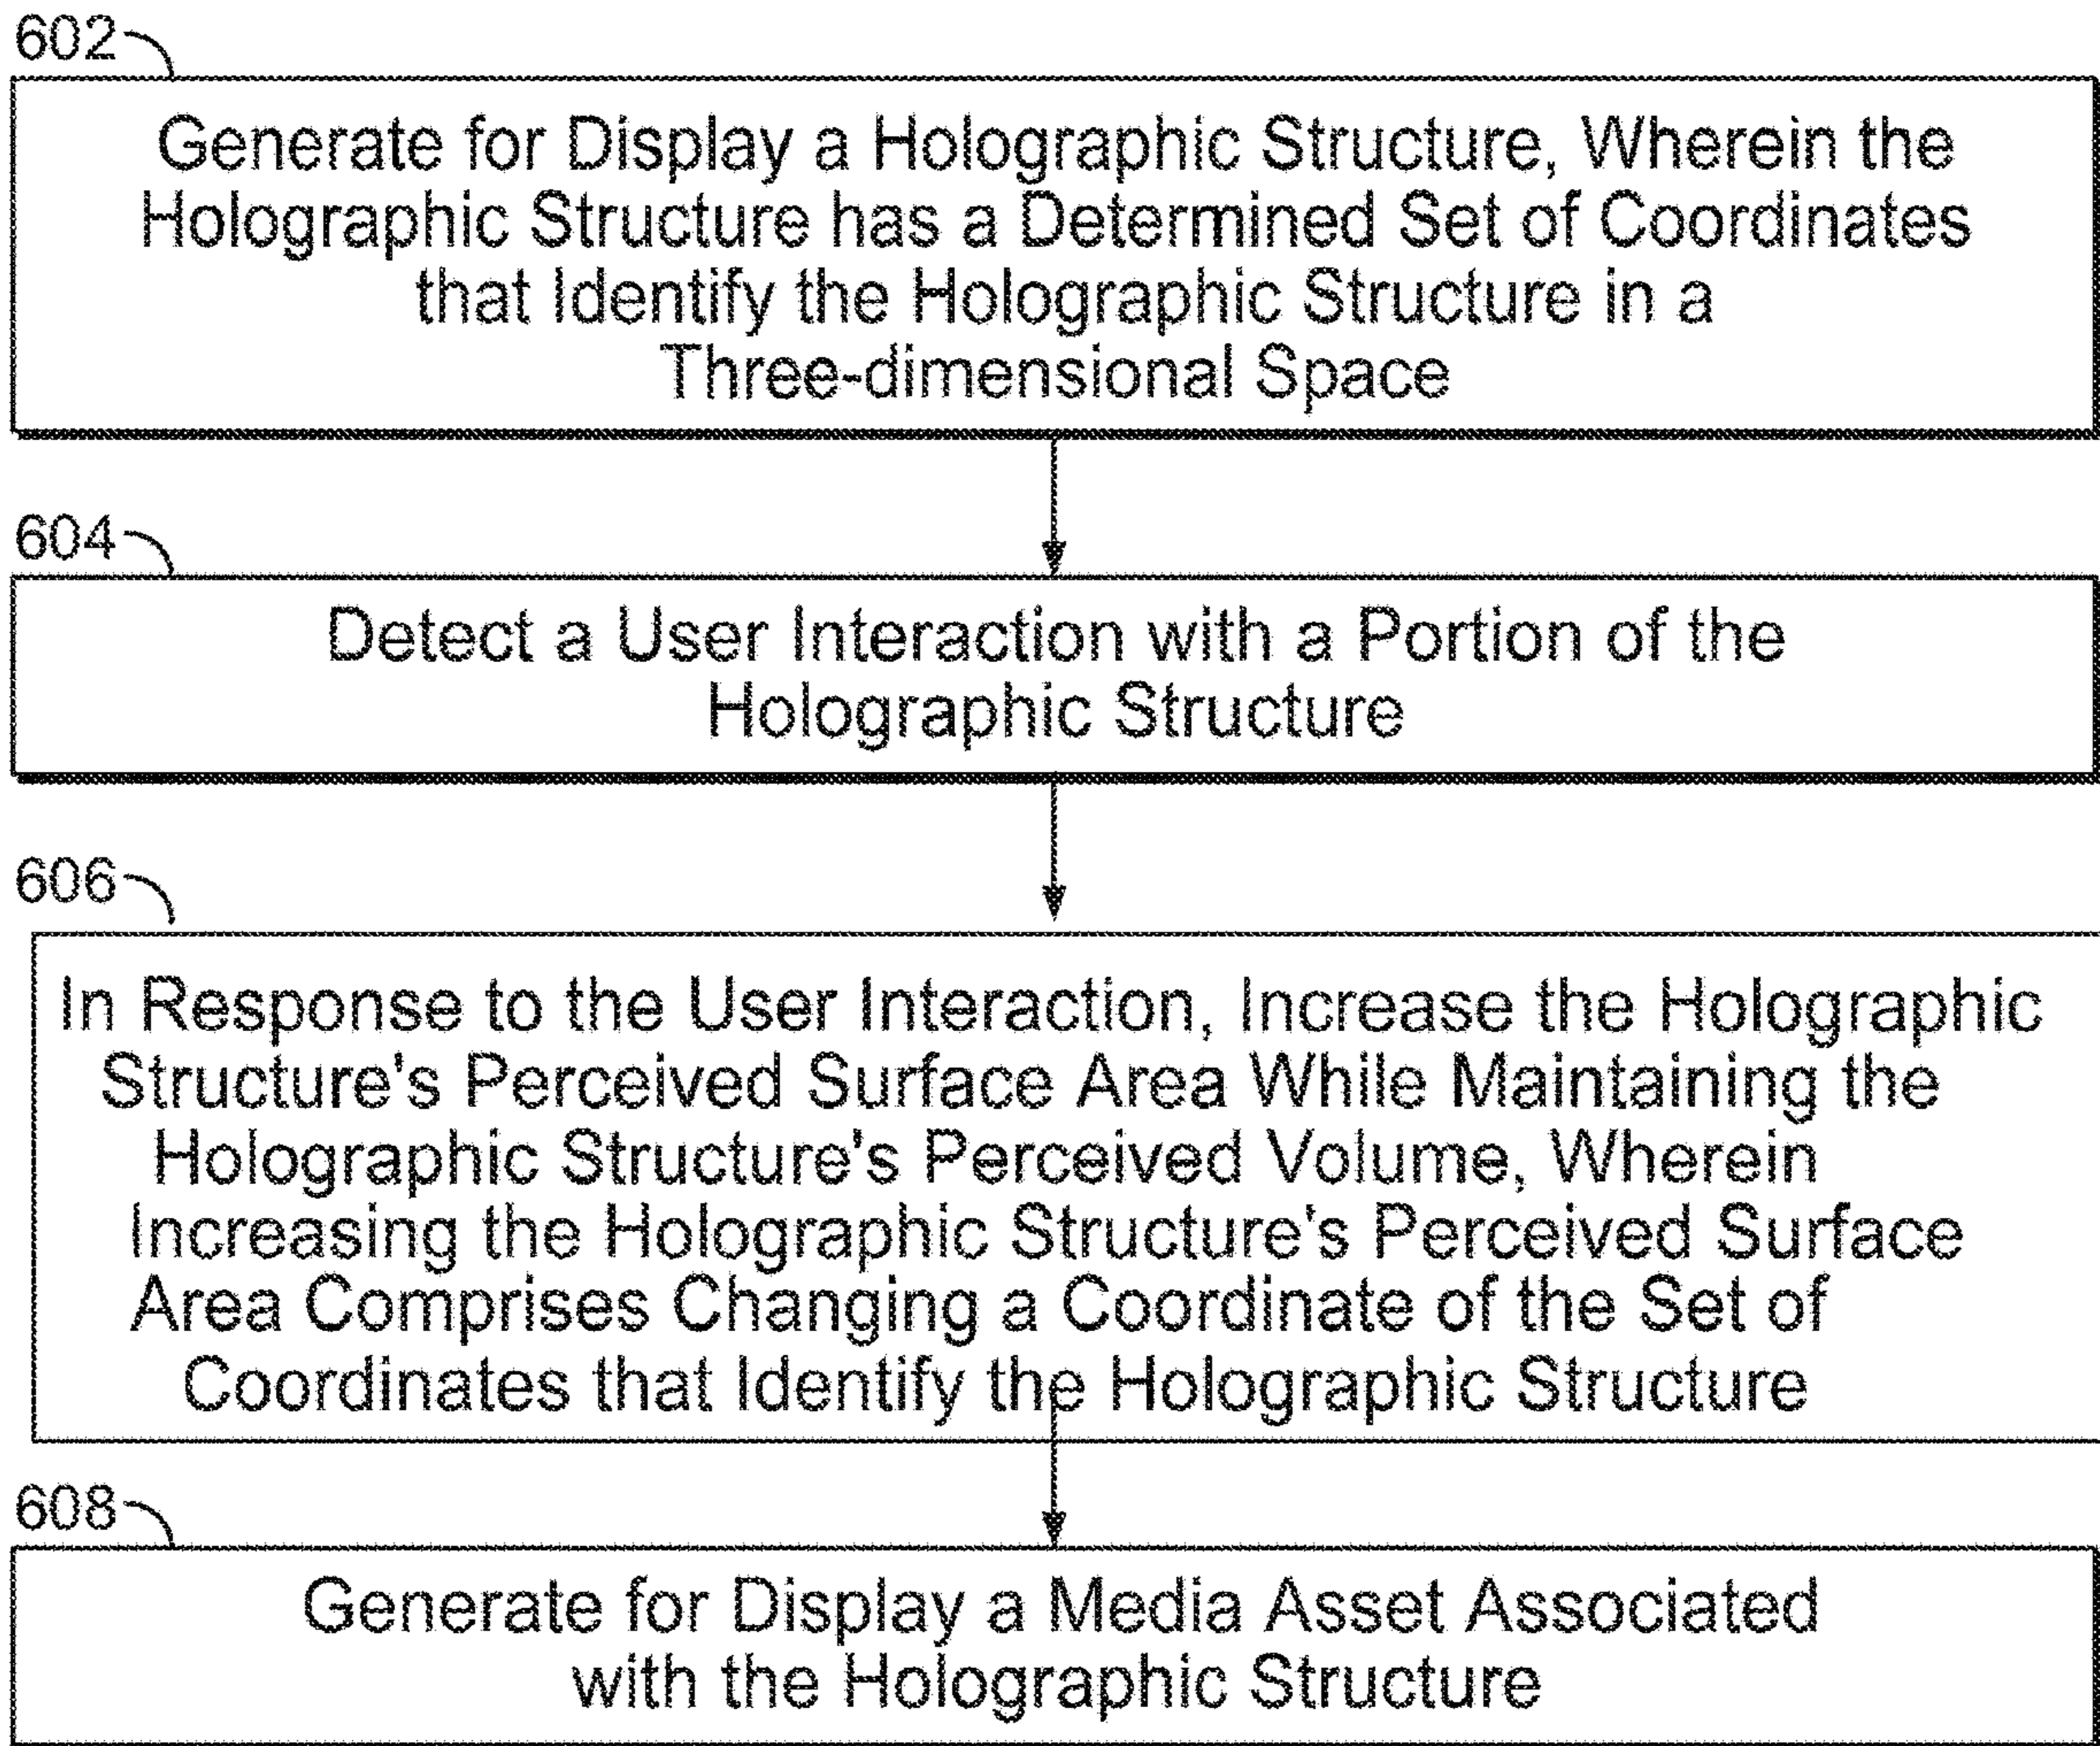 602
Generate for Display a Holographic Structure, Wherein the
Holographic Structure has a Determined Set of Coordinates
that Identify the Holographic Structure in a
Three-dimensional Space
604
Detect a User Interaction with a Portion of the
Holographic Structure
606
In Response to the User Interaction, Increase the Holographic
Structure's Perceived Surface Area While Maintaining the
Holographic Structure's Perceived Volume, Wherein
Increasing the Holographic Structure's Perceived Surface
Area Comprises Changing a Coordinate of the Set of
Coordinates that Identify the Holographic Structure
608
Generate for Display a Media Asset Associated
with the Holographic Structure